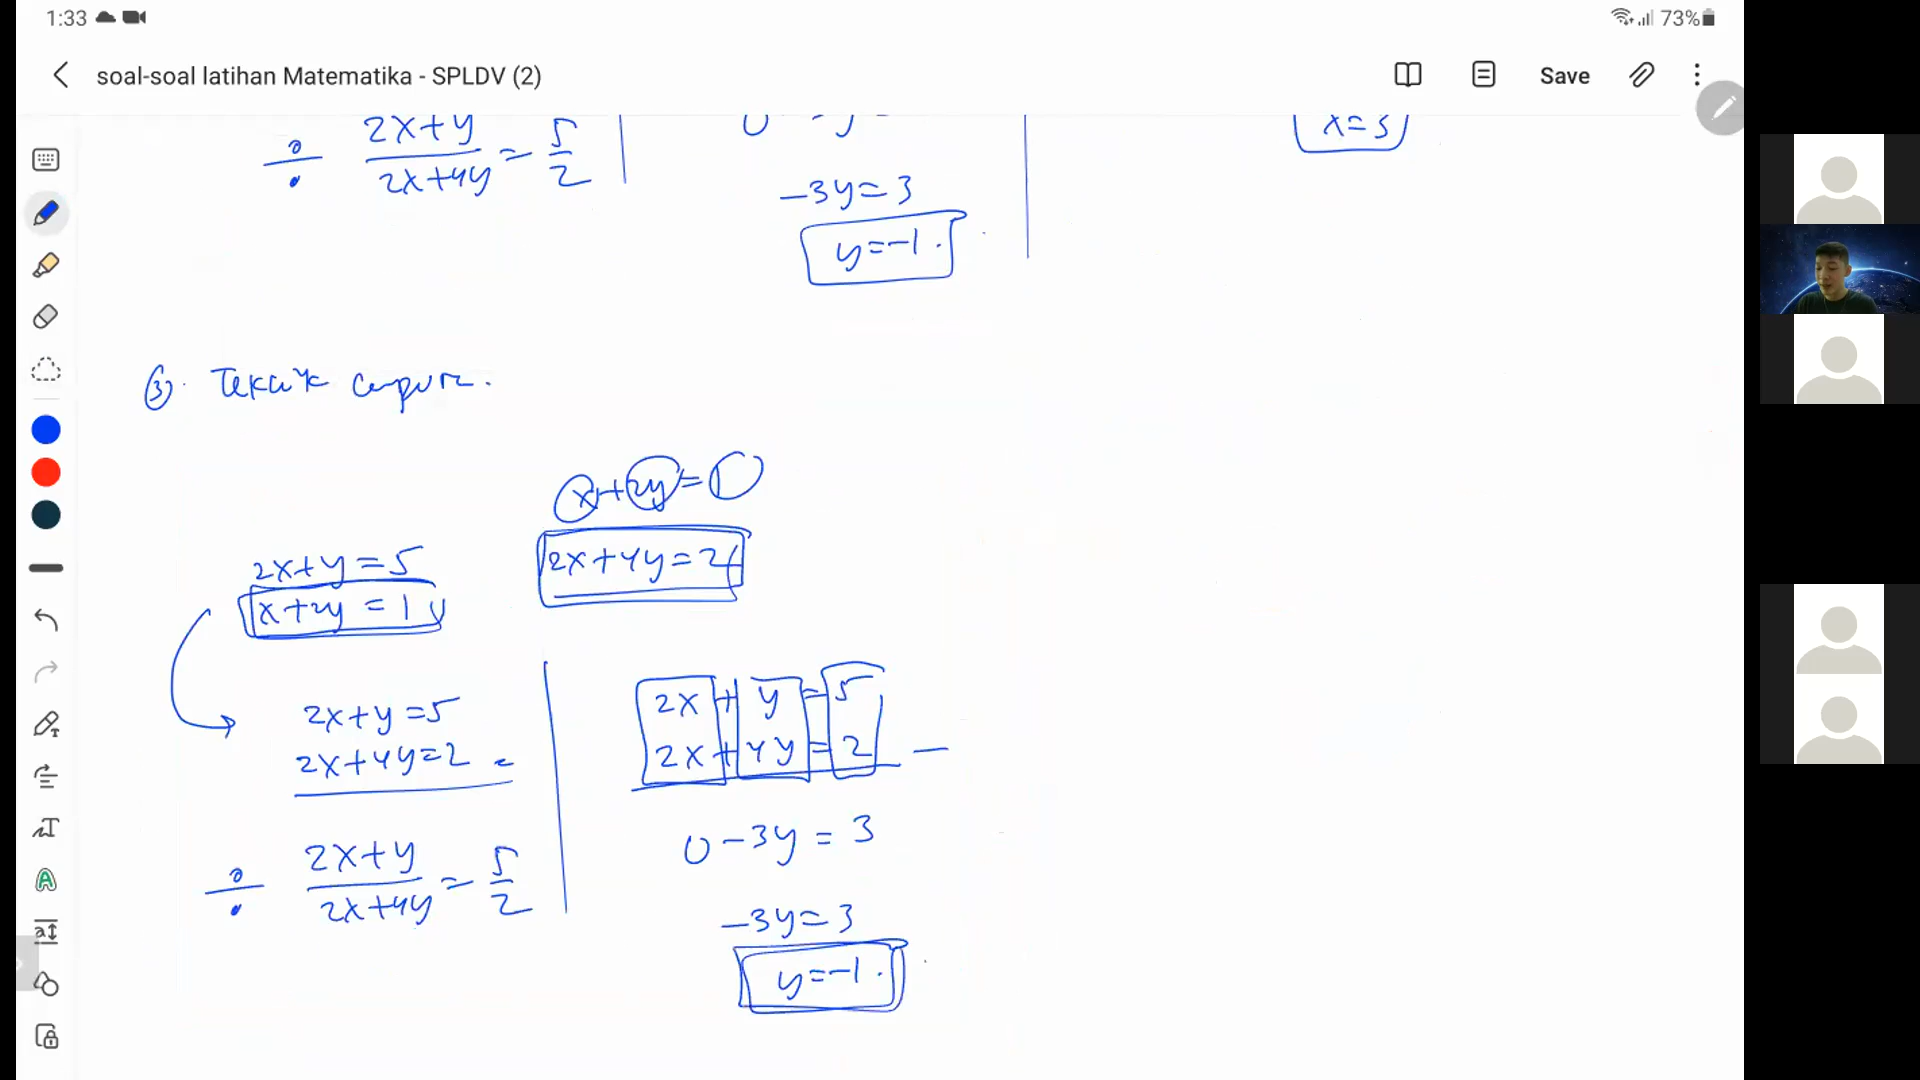 1:33
73%
soal-soal latihan Matematika - SPLDV (2)
Save
÷ 2x+y / 2x+4y = 5/2
-3y=3
y=-1.
③. Teknik campur.
x+2y=1
2x+4y=2
2x+y=5
x+2y=1
2x+y=5
2x+4y=2
÷ 2x+y / 2x+4y = 5/2
2x+y=5
2x+4y=2 —
0-3y=3
-3y=3
y=-1.